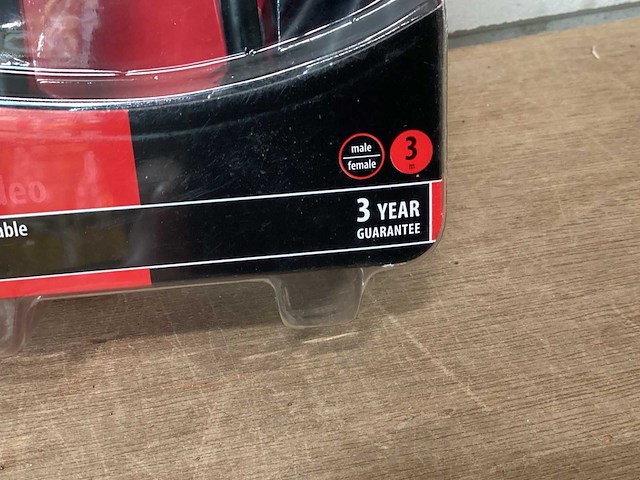 male
female
3
m
deo
able
3 YEAR
GUARANTEE